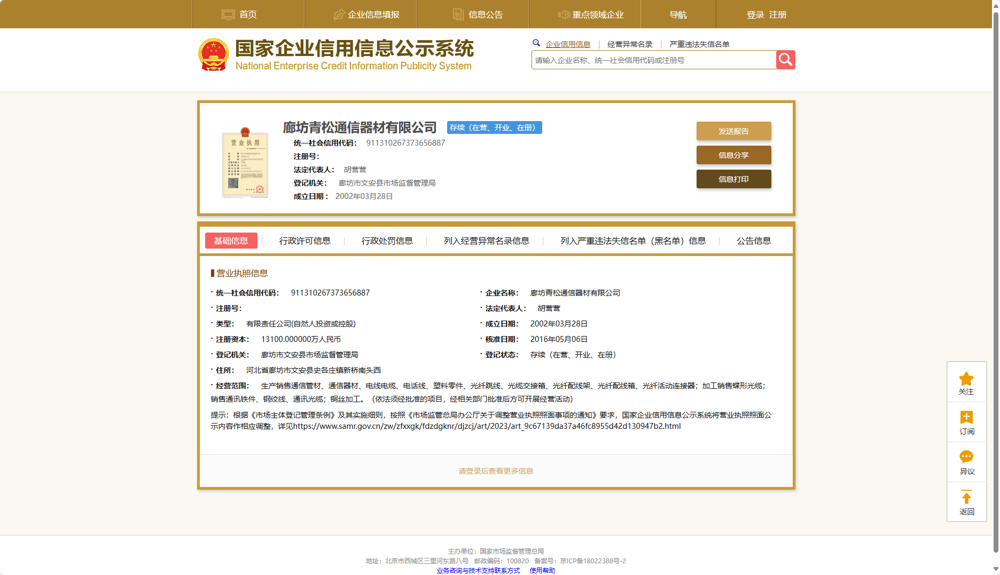 首页 企业信息填报 信息公告 重点领域企业 导航 登录 注册
国家企业信用信息公示系统
National Enterprise Credit Information Publicity System
企业信用信息 | 经营异常名录 | 严重违法失信名单
请输入企业名称、统一社会信用代码或注册号
营业执照
廊坊青松通信器材有限公司 存续（在营、开业、在册）
统一社会信用代码： 911310267373656887
注册号：
法定代表人： 胡营营
登记机关： 廊坊市文安县市场监督管理局
成立日期： 2002年03月28日
发送报告
信息分享
信息打印
基础信息 行政许可信息 行政处罚信息 列入经营异常名录信息 列入严重违法失信名单（黑名单）信息 公告信息
营业执照信息
· 统一社会信用代码： 911310267373656887 · 企业名称： 廊坊青松通信器材有限公司
· 注册号： · 法定代表人： 胡营营
· 类型： 有限责任公司(自然人投资或控股) · 成立日期： 2002年03月28日
· 注册资本： 13100.000000万人民币 · 核准日期： 2016年05月06日
· 登记机关： 廊坊市文安县市场监督管理局 · 登记状态： 存续（在营、开业、在册）
· 住所： 河北省廊坊市文安县史各庄镇新桥南头西
· 经营范围： 生产销售通信管材、通信器材、电线电缆、电话线、塑料零件、光纤跳线、光缆交接箱、光纤配线架、光纤配线箱、光纤活动连接器；加工销售蝶形光缆；
销售通讯铁件、钢绞线、通讯光缆；铜丝加工。（依法须经批准的项目，经相关部门批准后方可开展经营活动）
提示：根据《市场主体登记管理条例》及其实施细则，按照《市场监管总局办公厅关于调整营业执照照面事项的通知》要求，国家企业信用信息公示系统将营业执照照面公
示内容作相应调整，详见https://www.samr.gov.cn/zw/zfxxgk/fdzdgknr/djzcj/art/2023/art_9c67139da37a46fc8955d42d130947b2.html
请登录后查看更多信息
关注
订阅
异议
返回
主办单位：国家市场监督管理总局
地址：北京市西城区三里河东路八号 邮政编码：100820 备案号：京ICP备18022388号-2
业务咨询与技术支持联系方式 使用帮助